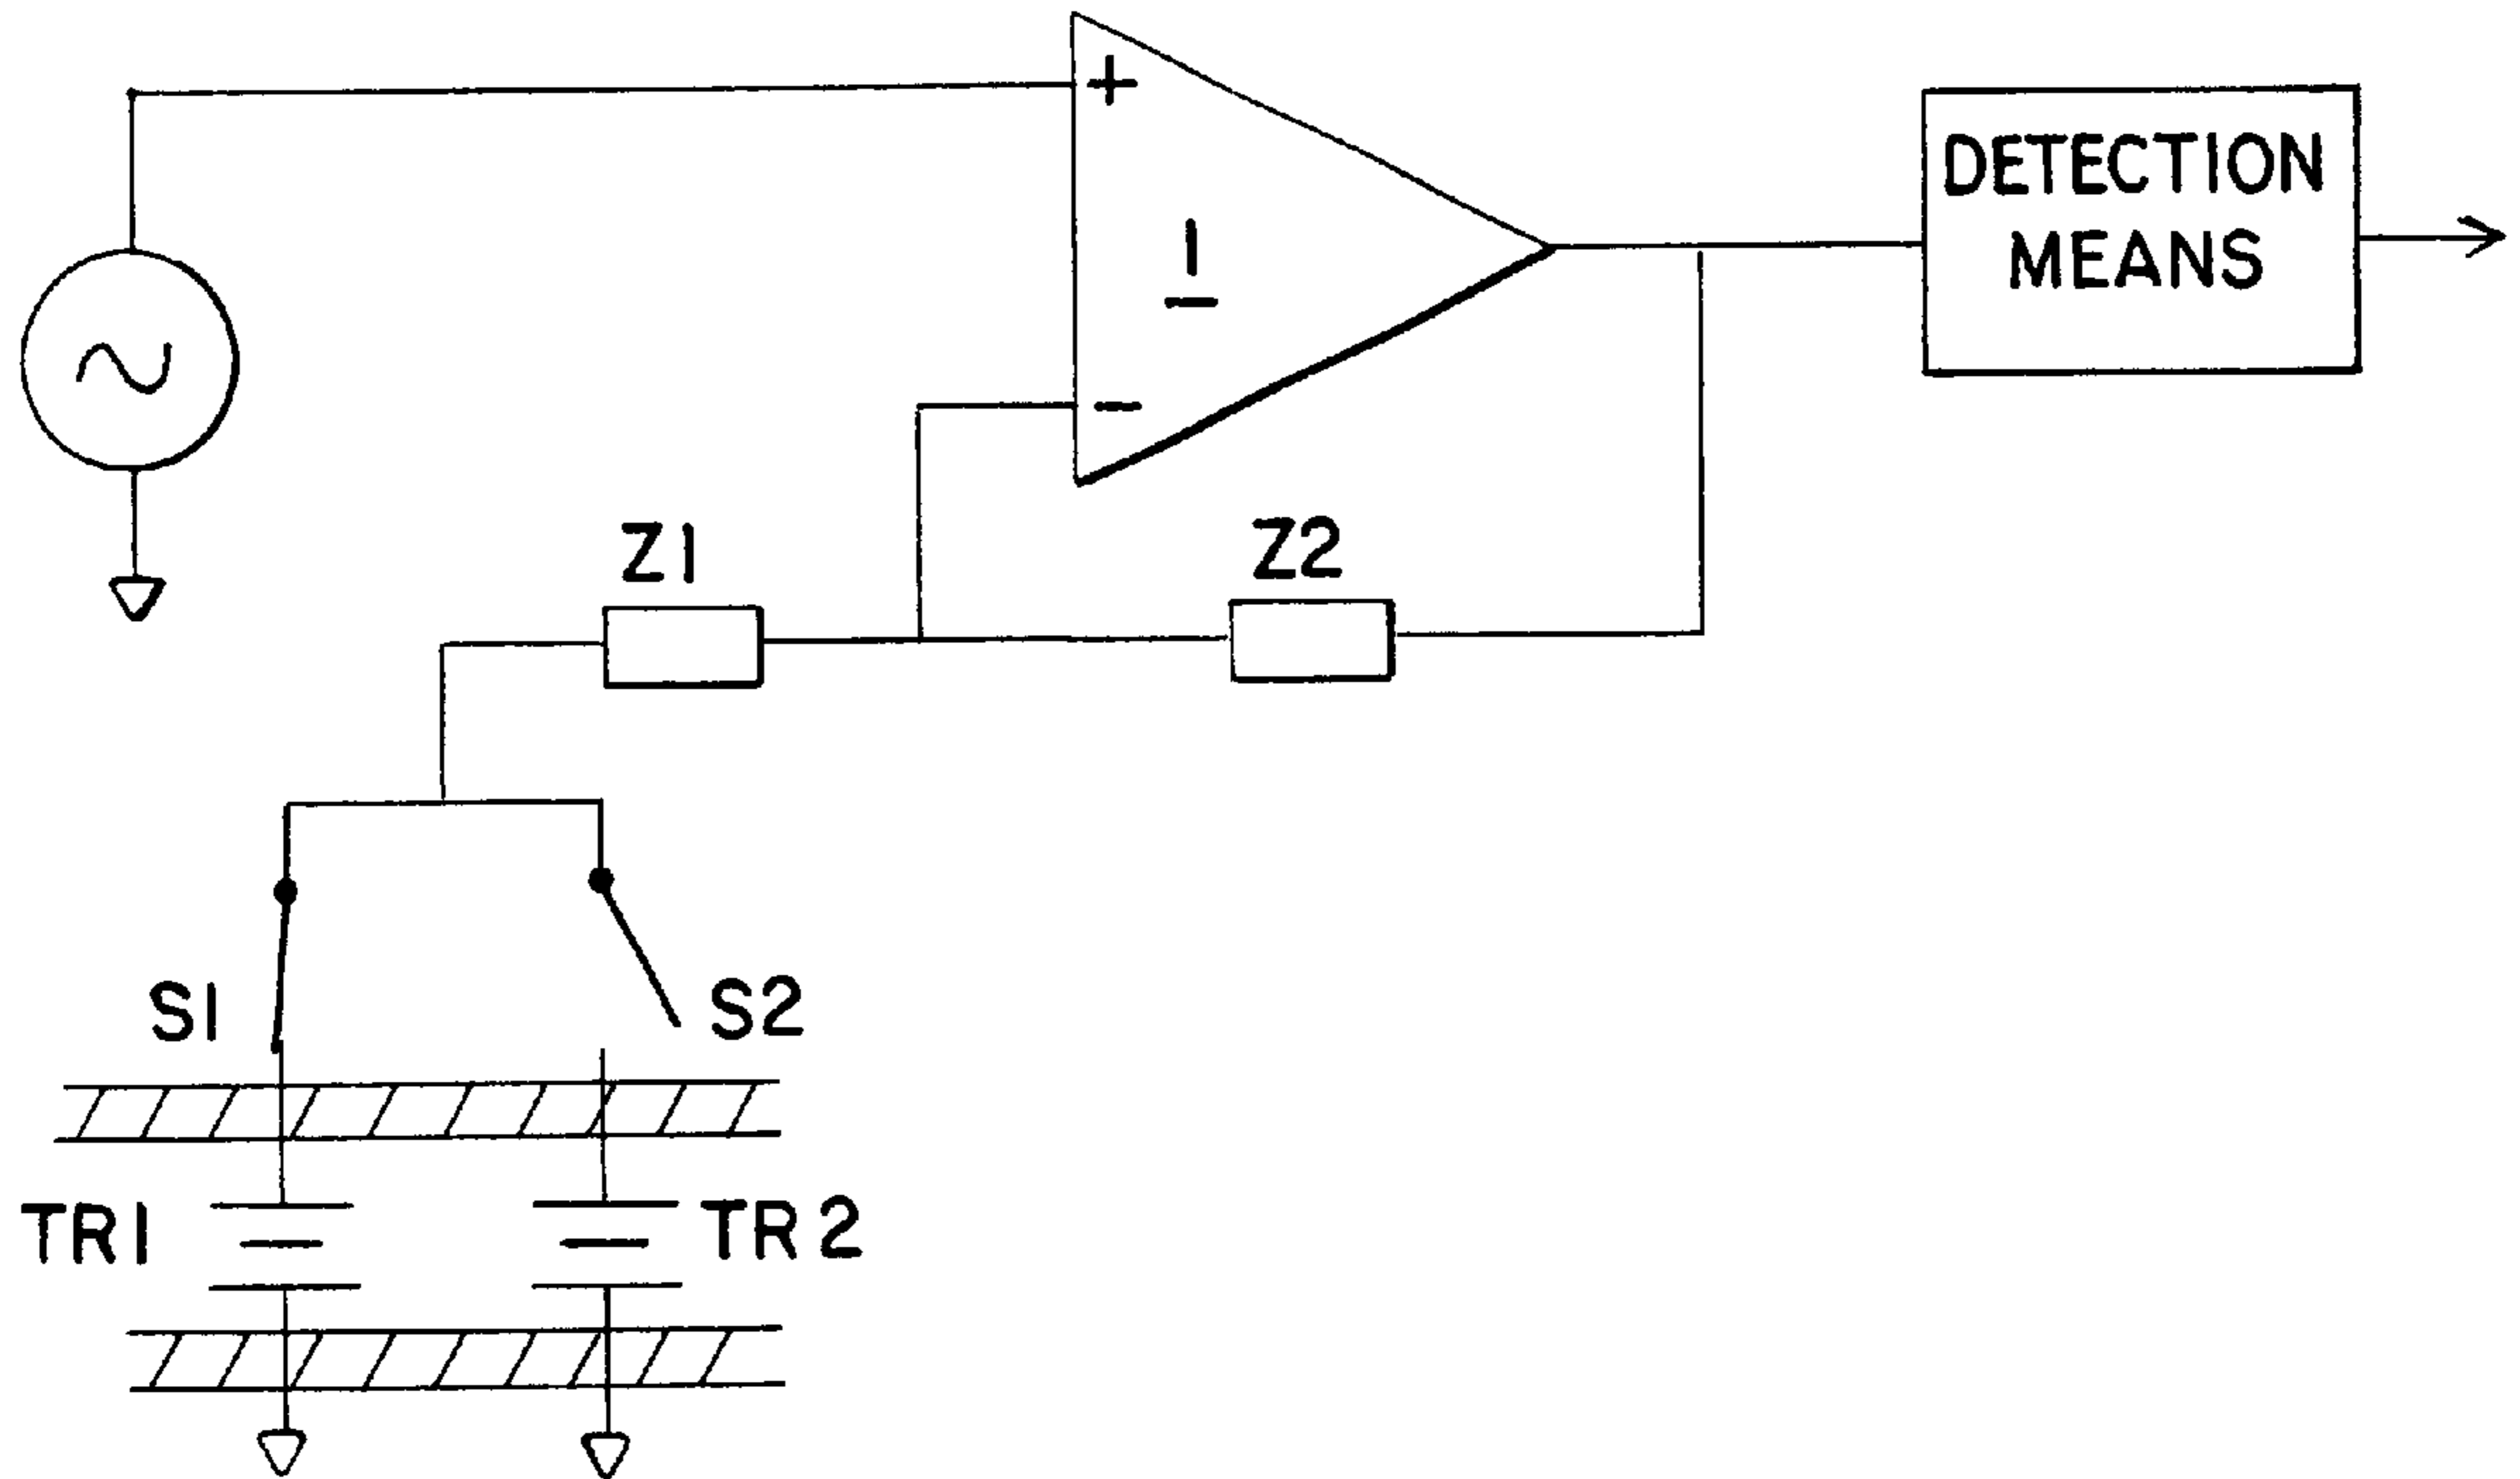 +
DETECTION
MEANS
1
-
Z1
Z2
S1
S2
TR1
TR2